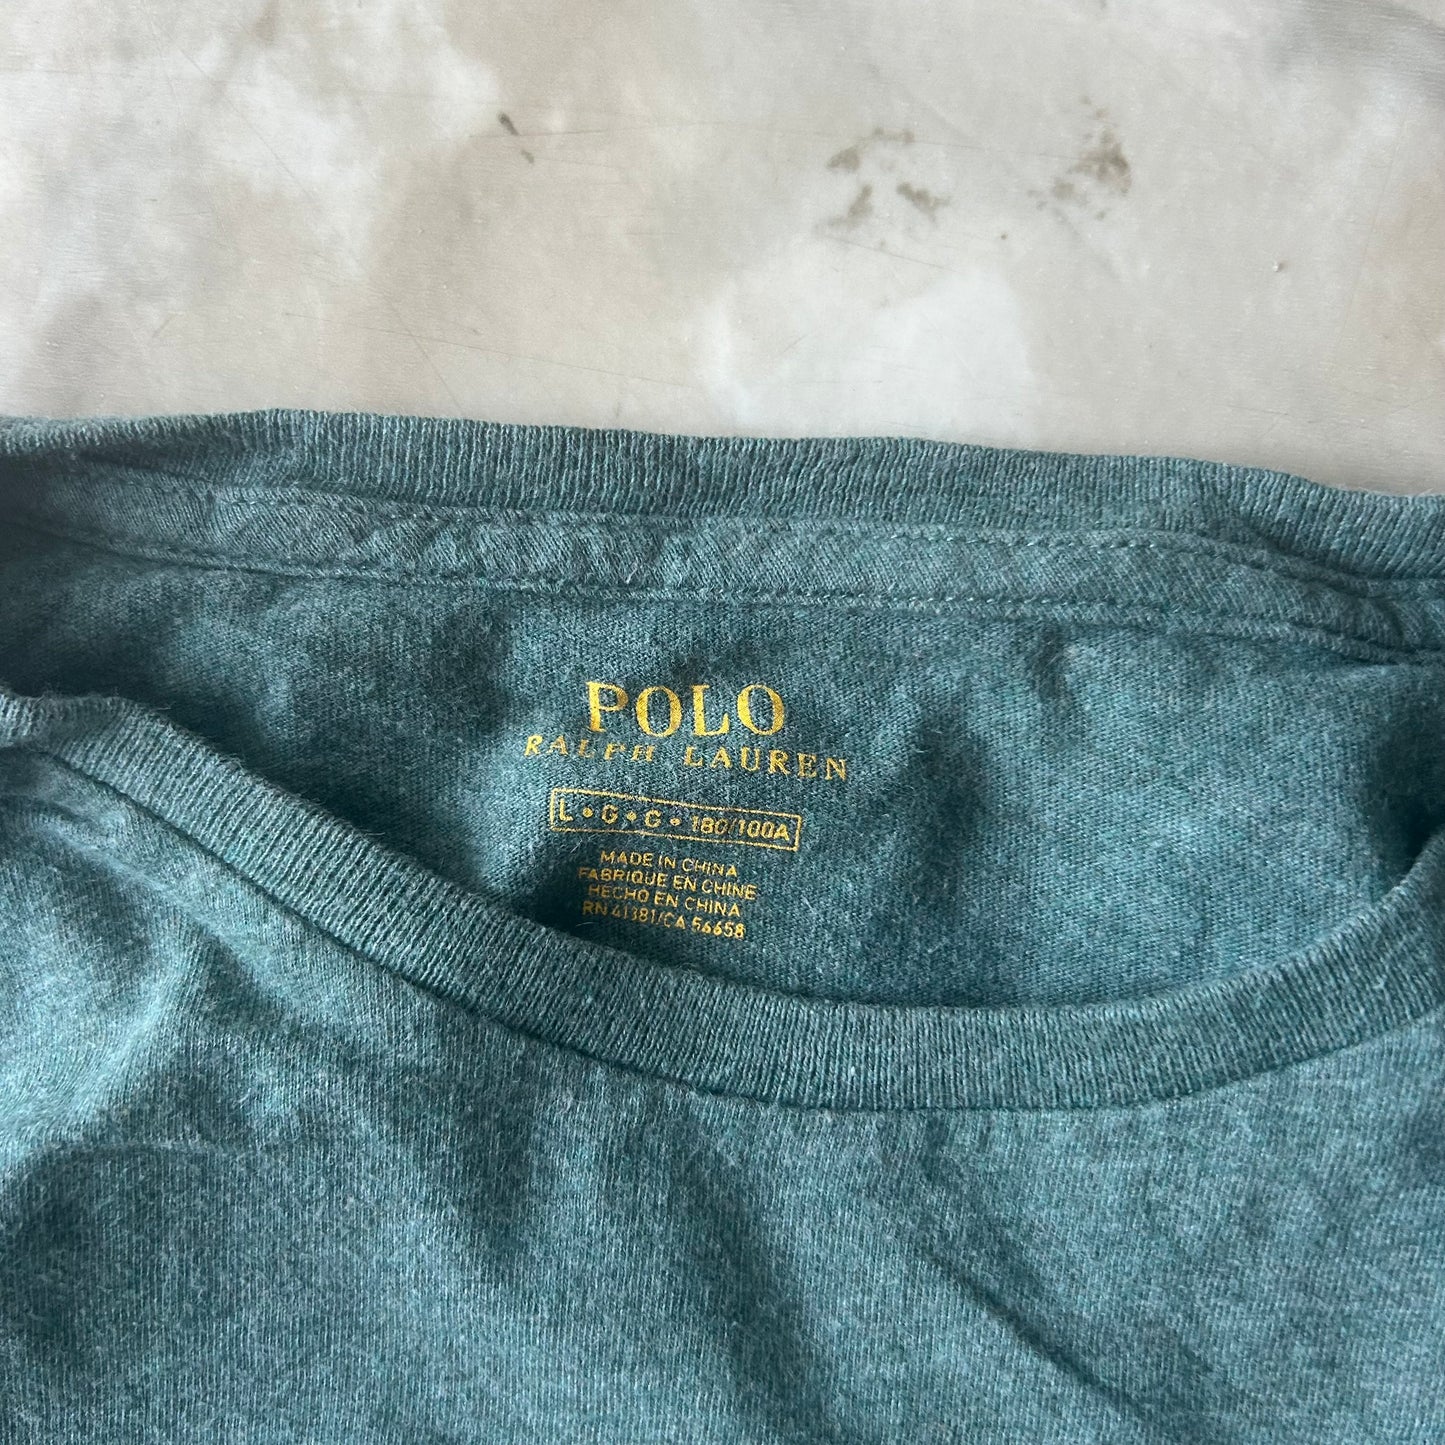 POLO
RALPH LAUREN
L • G • G • 180/100A
MADE IN CHINA
FABRIQUE EN CHINE
HECHO EN CHINA
RN 41381/CA 56658